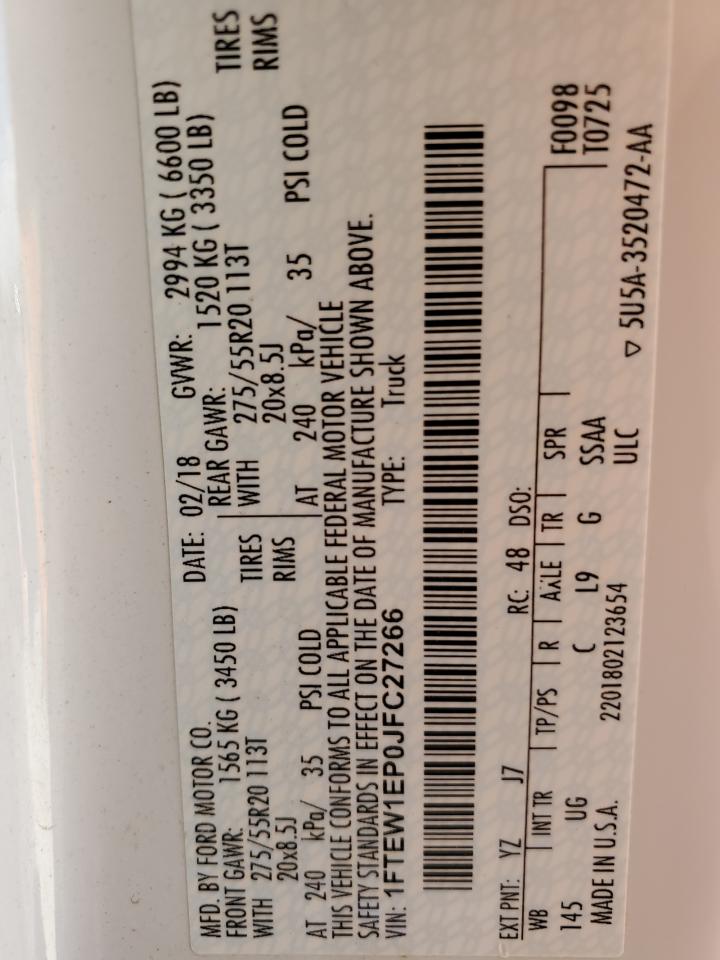 MFD. BY FORD MOTOR CO. DATE: 02/18 GVWR: 2994 KG ( 6600 LB)
FRONT GAWR: 1565 KG ( 3450 LB) REAR GAWR: 1520 KG ( 3350 LB)
WITH 275/55R20 113T TIRES WITH 275/55R20 113T TIRES
20x8.5J RIMS 20x8.5J RIMS
AT 240 kPa/ 35 PSI COLD AT 240 kPa/ 35 PSI COLD
THIS VEHICLE CONFORMS TO ALL APPLICABLE FEDERAL MOTOR VEHICLE
SAFETY STANDARDS IN EFFECT ON THE DATE OF MANUFACTURE SHOWN ABOVE.
VIN: 1FTEW1EP0JFC27266 TYPE: Truck
EXT PNT: YZ J7 RC: 48 DSO: F0098
WB INT TR TP/PS R AXLE TR SPR T0725
145 UG C L9 G SSAA
MADE IN U.S.A. 2201802123654 ULC ▽ 5U5A-3520472-AA